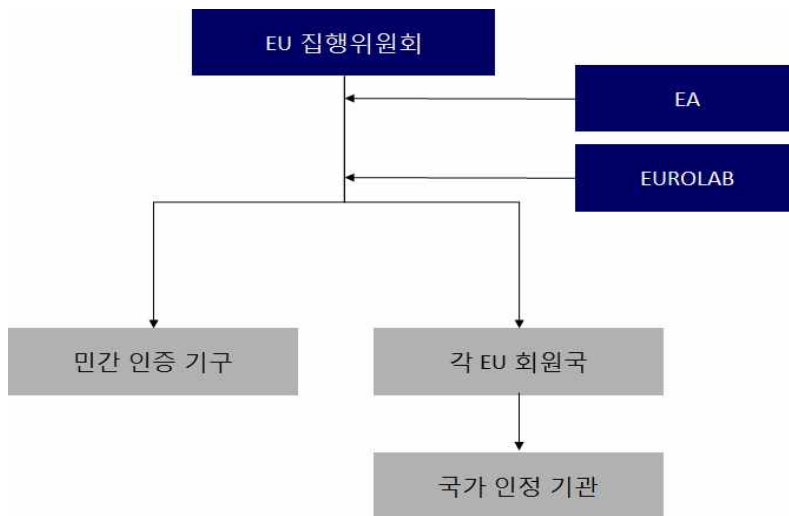 EU 집행위원회
EA
EUROLAB
민간 인증 기구
각 EU 회원국
국가 인정 기관